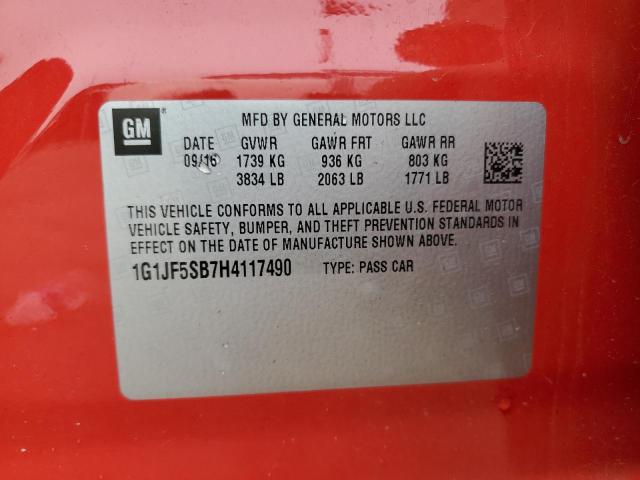 GM
MFD BY GENERAL MOTORS LLC
DATE GVWR GAWR FRT GAWR RR
09/16 1739 KG 936 KG 803 KG
3834 LB 2063 LB 1771 LB
THIS VEHICLE CONFORMS TO ALL APPLICABLE U.S. FEDERAL MOTOR
VEHICLE SAFETY, BUMPER, AND THEFT PREVENTION STANDARDS IN
EFFECT ON THE DATE OF MANUFACTURE SHOWN ABOVE.
1G1JF5SB7H4117490 TYPE: PASS CAR